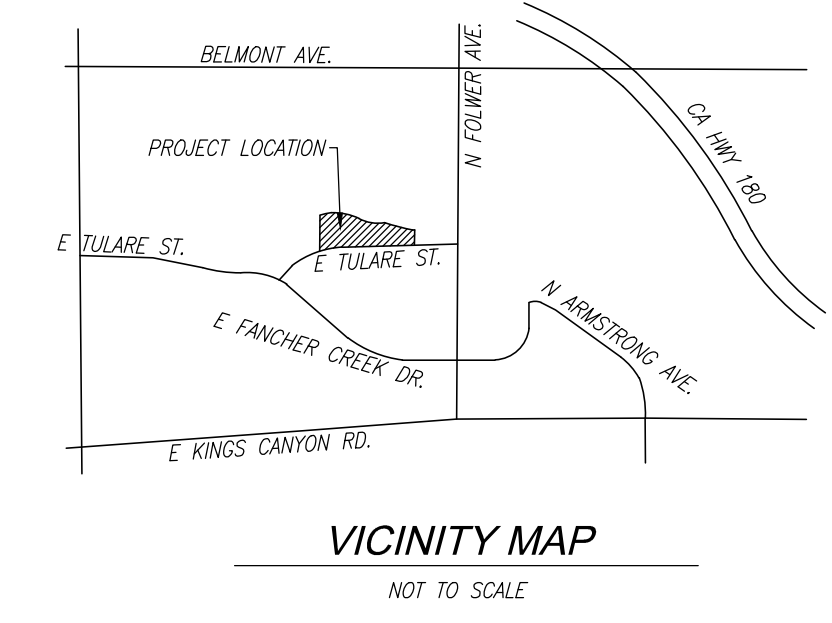 BELMONT AVE.
N FOLWER AVE.
CA HWY 180
PROJECT LOCATION
E TULARE ST.
E TULARE ST.
N ARMSTRONG AVE.
E FANCHER CREEK DR.
E KINGS CANYON RD.
VICINITY MAP
NOT TO SCALE